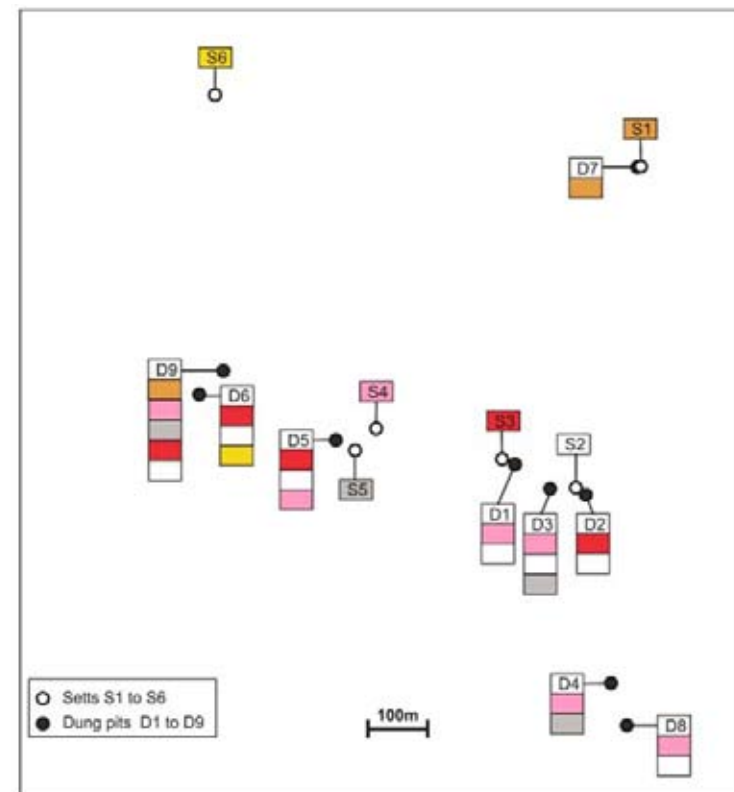 S6
S1
D7
D9
D6
S4
D5
S3
S2
S5
D1
D3
D2
D4
D8
Setts S1 to S6
Dung pits D1 to D9
100m